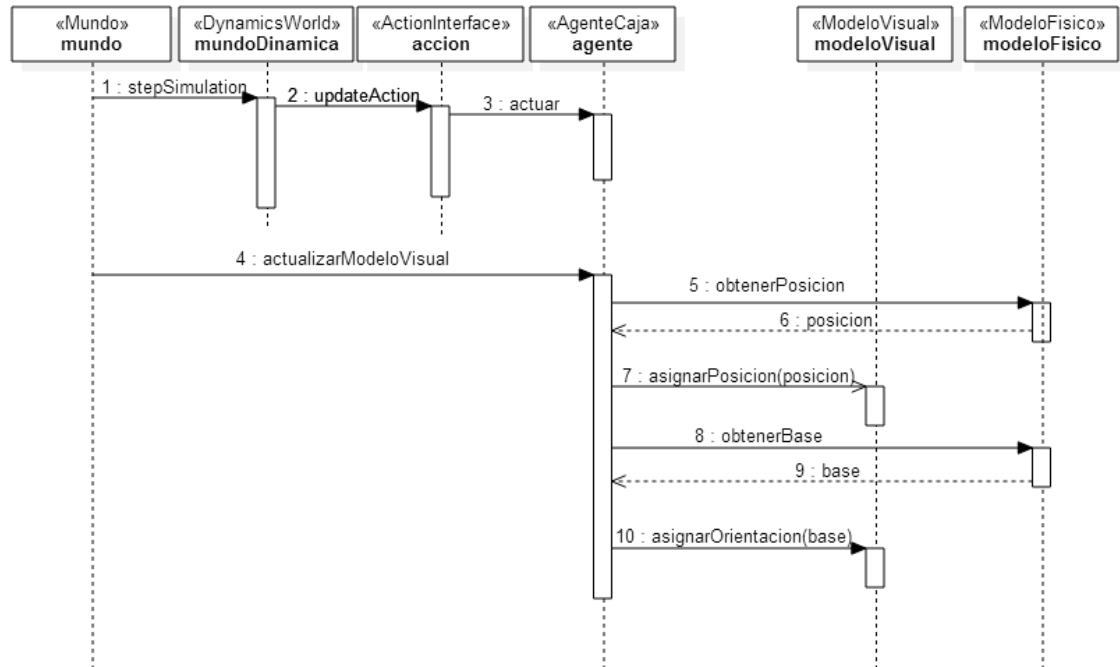 «Mundo»
mundo
«DynamicsWorld»
mundoDinamica
«ActionInterface»
accion
«AgenteCaja»
agente
«ModeloVisual»
modeloVisual
«ModeloFisico»
modeloFisico
1 : stepSimulation
2 : updateAction
3 : actuar
4 : actualizarModeloVisual
5 : obtenerPosicion
6 : posicion
7 : asignarPosicion(posicion)
8 : obtenerBase
9 : base
10 : asignarOrientacion(base)